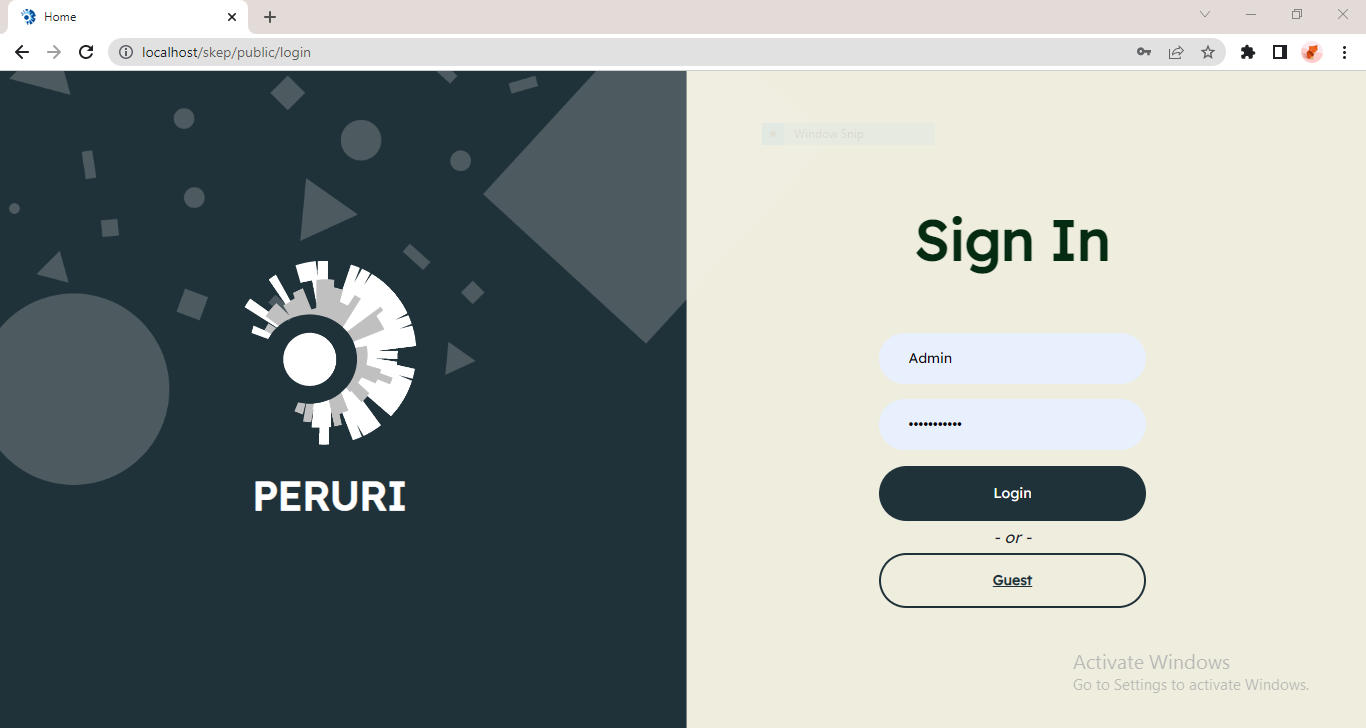 Home
localhost/skep/public/login
Window Snip
Sign In
Admin
•••••••••••
Login
- or -
Guest
PERURI
Activate Windows
Go to Settings to activate Windows.